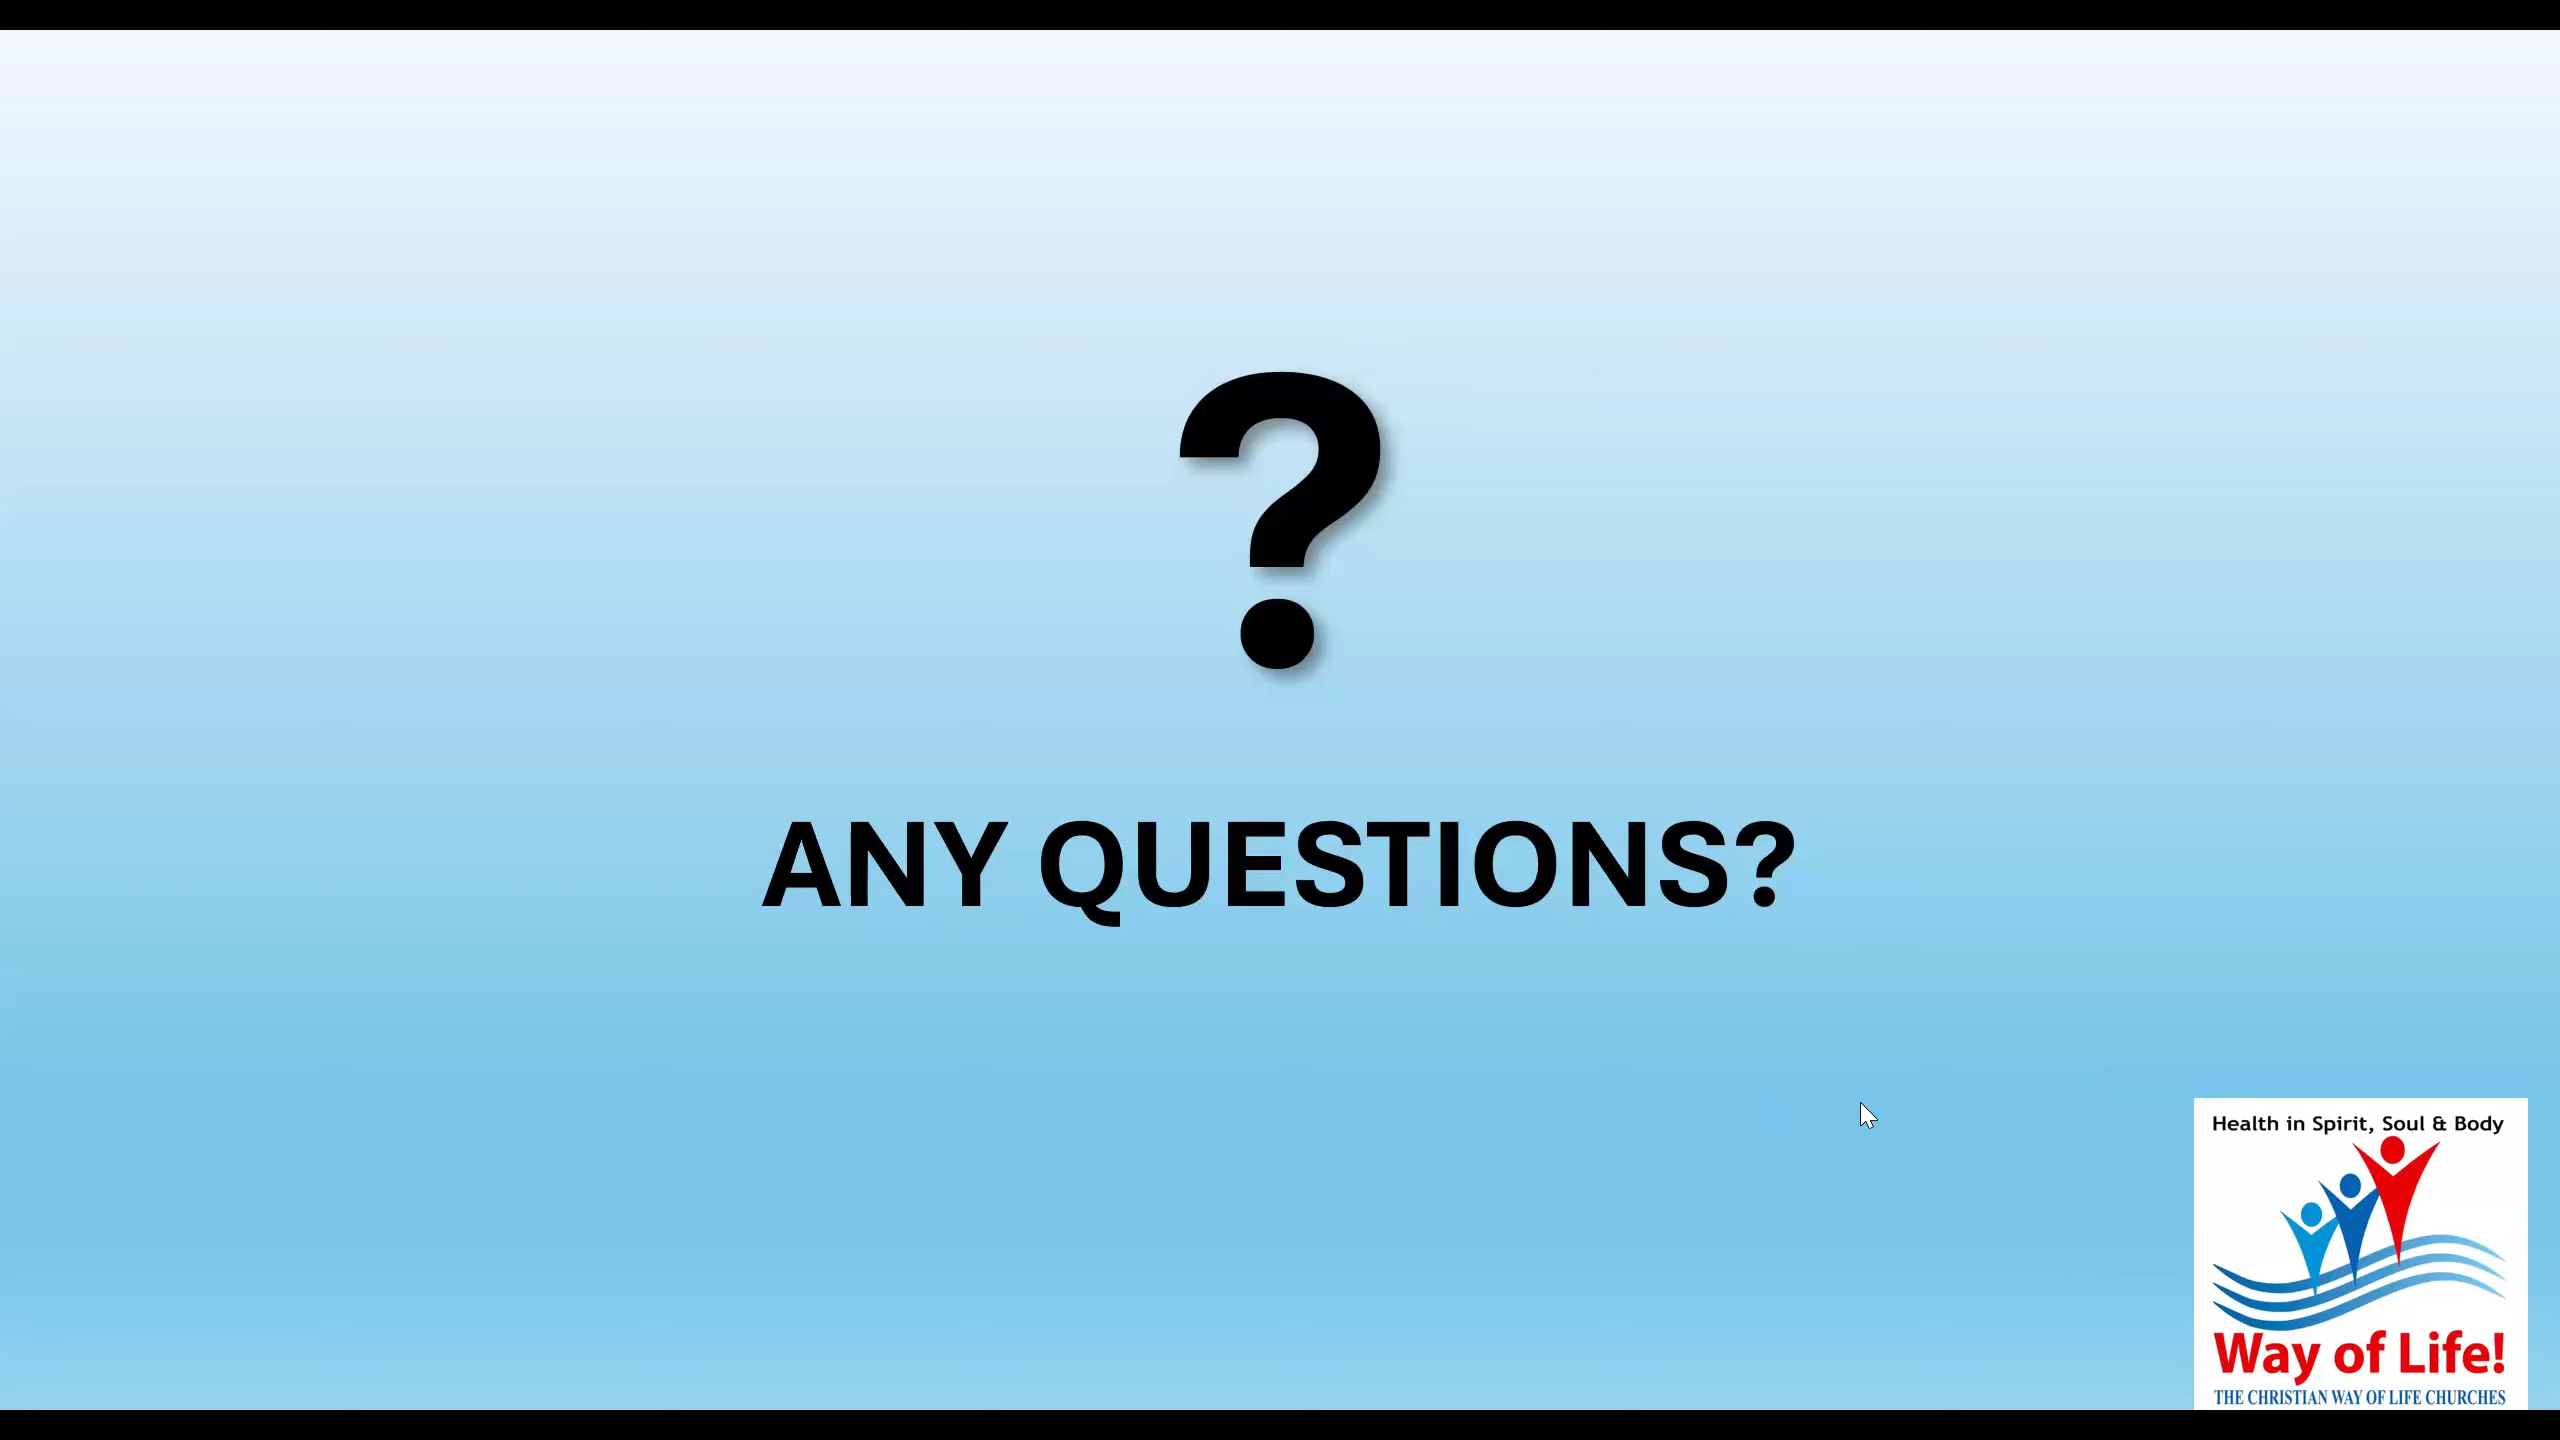 ?
ANY QUESTIONS?
Health in Spirit, Soul & Body
Way of Life!
THE CHRISTIAN WAY OF LIFE CHURCHES